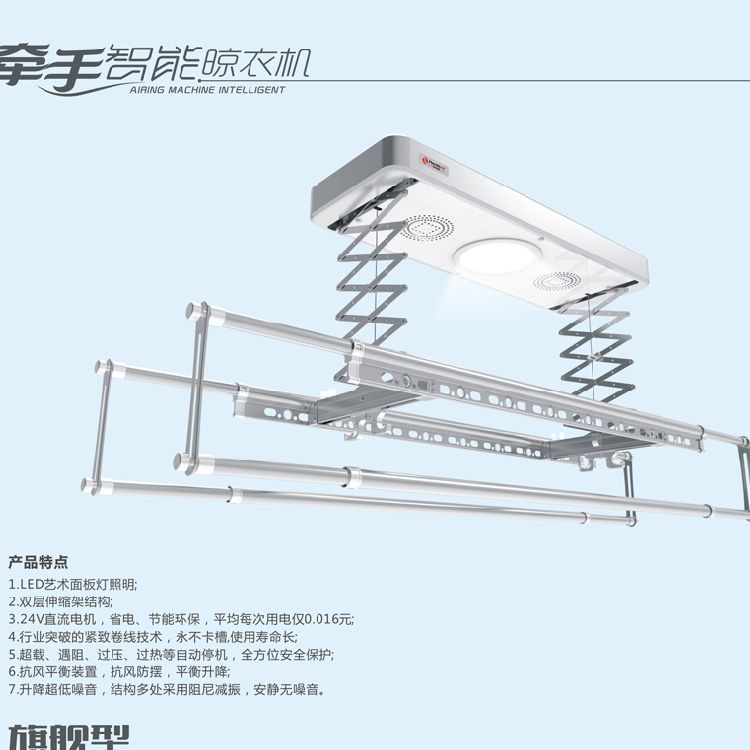 牵手智能晾衣机
AIRING MACHINE INTELLIGENT
产品特点
1.LED艺术面板灯照明;
2.双层伸缩架结构;
3.24V直流电机，省电、节能环保，平均每次用电仅0.016元;
4.行业突破的紧致卷线技术，永不卡槽,使用寿命长;
5.超载、遇阻、过压、过热等自动停机，全方位安全保护;
6.抗风平衡装置，抗风防摆，平衡升降;
7.升降超低噪音，结构多处采用阻尼减振，安静无噪音。
旗舰型